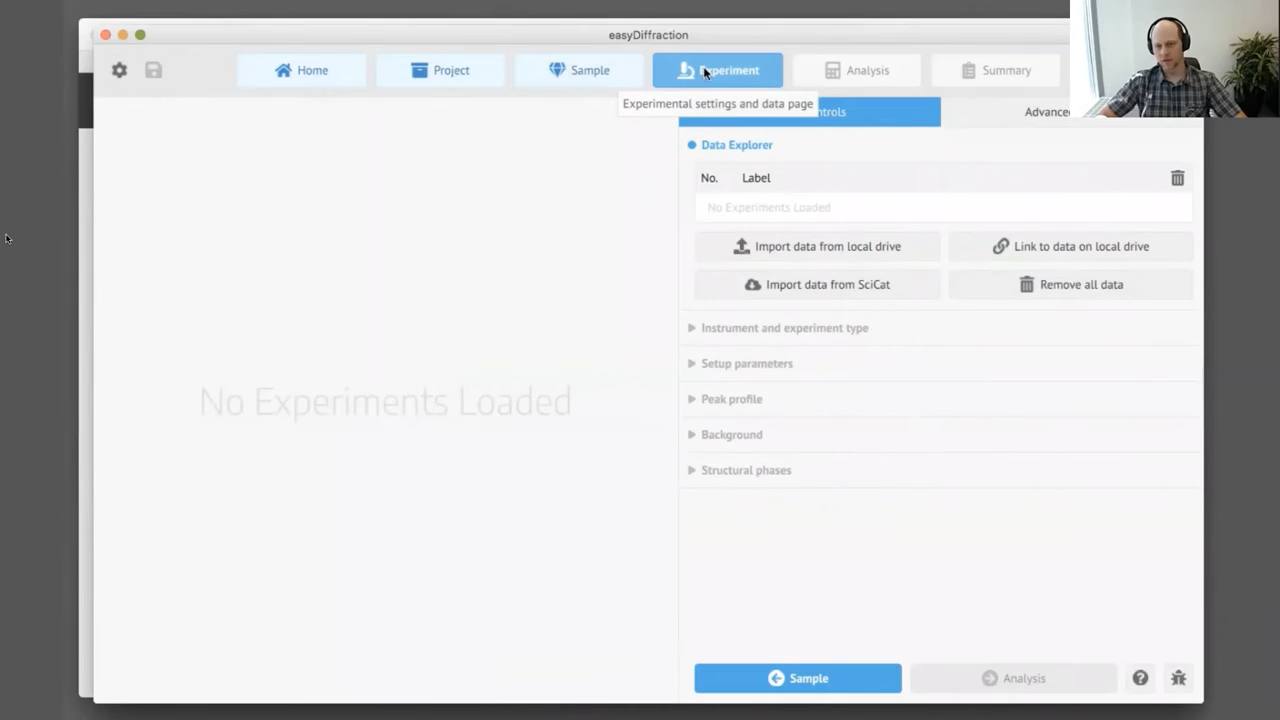 easyDiffraction
Home
Project
Sample
Experiment
Analysis
Summary
Experimental settings and data page
Data Explorer
No. Label
No Experiments Loaded
Import data from local drive
Link to data on local drive
Import data from SciCat
Remove all data
Instrument and experiment type
Setup parameters
Peak profile
Background
Structural phases
No Experiments Loaded
Sample
Analysis